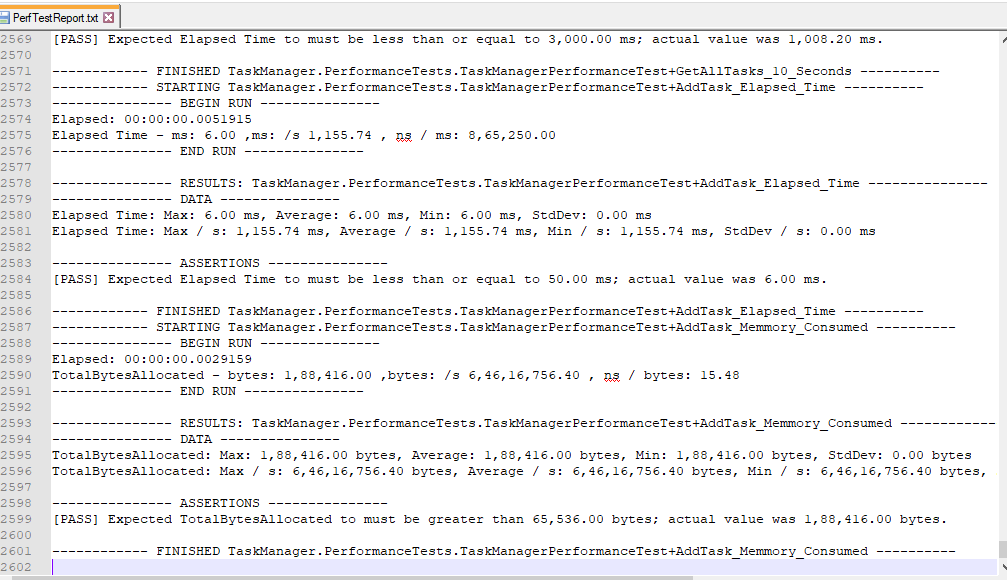 PerfTestReport.txt
2569 [PASS] Expected Elapsed Time to must be less than or equal to 3,000.00 ms; actual value was 1,008.20 ms.
2570
2571 ------------ FINISHED TaskManager.PerformanceTests.TaskManagerPerformanceTest+GetAllTasks_10_Seconds ----------
2572 ------------ STARTING TaskManager.PerformanceTests.TaskManagerPerformanceTest+AddTask_Elapsed_Time ----------
2573 --------------- BEGIN RUN ---------------
2574 Elapsed: 00:00:00.0051915
2575 Elapsed Time - ms: 6.00 ,ms: /s 1,155.74 , ns / ms: 8,65,250.00
2576 --------------- END RUN ---------------
2577
2578 --------------- RESULTS: TaskManager.PerformanceTests.TaskManagerPerformanceTest+AddTask_Elapsed_Time ---------------
2579 --------------- DATA ---------------
2580 Elapsed Time: Max: 6.00 ms, Average: 6.00 ms, Min: 6.00 ms, StdDev: 0.00 ms
2581 Elapsed Time: Max / s: 1,155.74 ms, Average / s: 1,155.74 ms, Min / s: 1,155.74 ms, StdDev / s: 0.00 ms
2582
2583 --------------- ASSERTIONS ---------------
2584 [PASS] Expected Elapsed Time to must be less than or equal to 50.00 ms; actual value was 6.00 ms.
2585
2586 ------------ FINISHED TaskManager.PerformanceTests.TaskManagerPerformanceTest+AddTask_Elapsed_Time ----------
2587 ------------ STARTING TaskManager.PerformanceTests.TaskManagerPerformanceTest+AddTask_Memmory_Consumed ----------
2588 --------------- BEGIN RUN ---------------
2589 Elapsed: 00:00:00.0029159
2590 TotalBytesAllocated - bytes: 1,88,416.00 ,bytes: /s 6,46,16,756.40 , ns / bytes: 15.48
2591 --------------- END RUN ---------------
2592
2593 --------------- RESULTS: TaskManager.PerformanceTests.TaskManagerPerformanceTest+AddTask_Memmory_Consumed ------------
2594 --------------- DATA ---------------
2595 TotalBytesAllocated: Max: 1,88,416.00 bytes, Average: 1,88,416.00 bytes, Min: 1,88,416.00 bytes, StdDev: 0.00 bytes
2596 TotalBytesAllocated: Max / s: 6,46,16,756.40 bytes, Average / s: 6,46,16,756.40 bytes, Min / s: 6,46,16,756.40 bytes,
2597
2598 --------------- ASSERTIONS ---------------
2599 [PASS] Expected TotalBytesAllocated to must be greater than 65,536.00 bytes; actual value was 1,88,416.00 bytes.
2600
2601 ------------ FINISHED TaskManager.PerformanceTests.TaskManagerPerformanceTest+AddTask_Memmory_Consumed ----------
2602